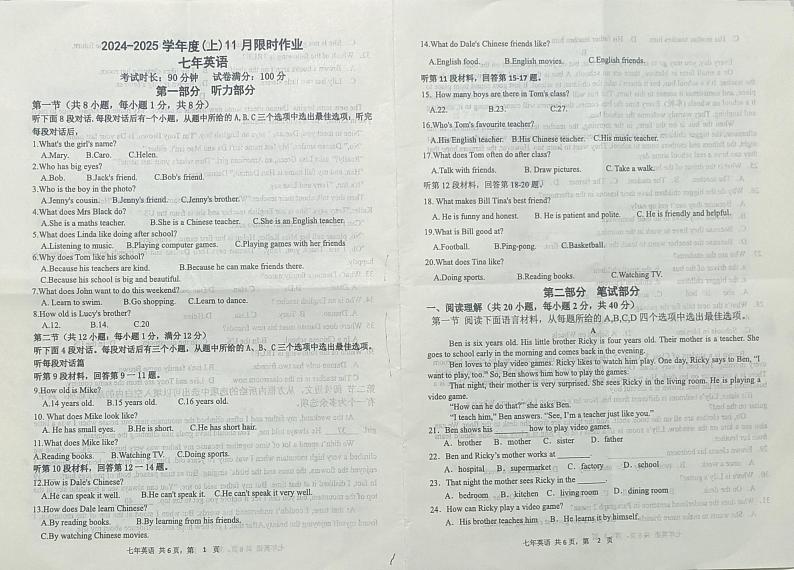 2024-2025 学年度(上)11 月限时作业
七年英语
考试时长：90 分钟 试卷满分：100 分
第一部分 听力部分
第一节（共 8 小题，每小题 1 分，共 8 分）
听下面 8 段对话. 每段对话后有一个小题，从题中所给的 A, B, C 三个选项中选出最佳选项，听完
每段对话后，
1.What's the girl's name?
A.Mary. B.Caro. C.Helen.
2.Who has big eyes?
A.Bob. B.Jack's friend. C.Bob's friend.
3.Who is the boy in the photo?
A.Jenny's cousin. B.Jenny's friend. C.Jenny's brother.
4.What does Mrs Black do?
A.She is a maths teacher. B.She is a Chinese teacher. C.She is an English teacher.
5.What does Linda like doing after school?
A.Listening to music. B.Playing computer games. C.Playing games with her friends
6.Why does Tom like his school?
A.Because his teachers are kind. B.Because he can make friends there.
C.Because his school is big and beautiful.
7.What does John want to do this weekend?
A. Learn to swim. B.Go shopping. C.Learn to dance.
8.How old is Lucy's brother?
A.12. B.14. C.20
第二节（共 12 小题；每小题 1 分，满分 12 分）
听下面 4 段对话。每段对话后有三个小题，从题中所给的 A、B、C 三个选项中选出最佳选项。
听每段对话篇
听第 9 段材料，回答第 9 一 11 题。
9.How old is Mike?
A.14 years old. B.15 years old. C.16 years old.
10. What does Mike look like?
A. He has small eyes. B.He is short. C.He has short hair.
11.What does Mike like?
A.Reading books. B.Watching TV. C.Doing sports.
听第 10 段材料，回答第 12 一 14 题。
12.How is Dale's Chinese?
A.He can speak it well. B.He can't speak it C.He can't speak it very well.
13.How does Dale learn Chinese?
A.By reading books. B.By learning from his friends.
C.By watching Chinese movies.
七年英语 共 6 页，第 1 页
14.What do Dale's Chinese friends like?
A.English food. B.English movies. C.English friends.
听第 11 段材料，回答第 15-17 题。
15. How many boys are there in Tom's class?
A.22. B.23. C.27.
16.Who's Tom's favourite teacher?
A.His English teacher. B.His Chinese teacher. C.His music teacher.
17.What does Tom often do after class?
A.Talk with friends. B. Draw pictures. C. Take a walk.
听第 12 段材料，回答第 18-20 题.
18. What makes Bill Tina's best friend?
A. He is funny and honest. B. He is patient and polite. C. He is friendly and helpful.
19.What is Bill good at?
A.Football. B.Ping-pong. C.Basketball.
20.What does Tina like?
A.Doing sports. B.Reading books. C.Watching TV.
第二部分 笔试部分
一、阅读理解（共 20 小题，每小题 2 分，共 40 分）
第一节 阅读下面语言材料，从每题所给的 A,B,C,D 四个选项中选出最佳选项。
A
Ben is six years old. His little brother Ricky is four years old. Their mother is a teacher. She
goes to school early in the morning and comes back in the evening.
Ben loves to play video games. Ricky likes to watch him play. One day, Ricky says to Ben, “I
want to play, too.” So, Ben shows him how to play the games.
That night, their mother is very surprised. She sees Ricky in the living room. He is playing a
video game.
“How can he do that?” she asks Ben.
“I teach him,” Ben answers. “See, I'm a teacher just like you.”
21. Ben shows his ______ how to play video games.
A. brother B. mother C. sister D. father
22. Ben and Ricky's mother works at ______.
A. hospital B. supermarket C. factory D. school
23. That night the mother sees Ricky in the ______.
A. bedroom B. kitchen C. living room D. dining room
24. How can Ricky play a video game?
A. His brother teaches him B. He learns it by himself.
七年英语 共 6 页，第 2 页